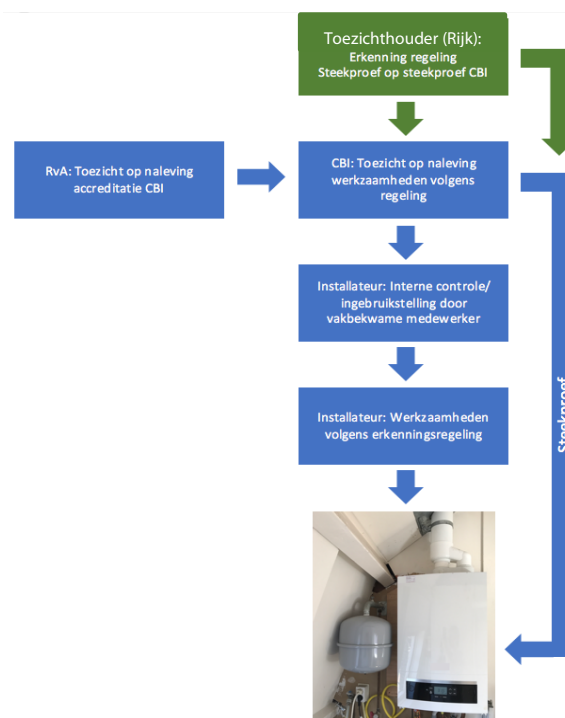 Toezichthouder (Rijk):
Erkenning regeling
Steekproef op steekproef CBI
RvA: Toezicht op naleving
accreditatie CBI
CBI: Toezicht op naleving
werkzaamheden volgens
regeling
Installateur: Interne controle/
ingebruikstelling door
vakbekwame medewerker
Installateur: Werkzaamheden
volgens erkenningsregeling
Steekproef